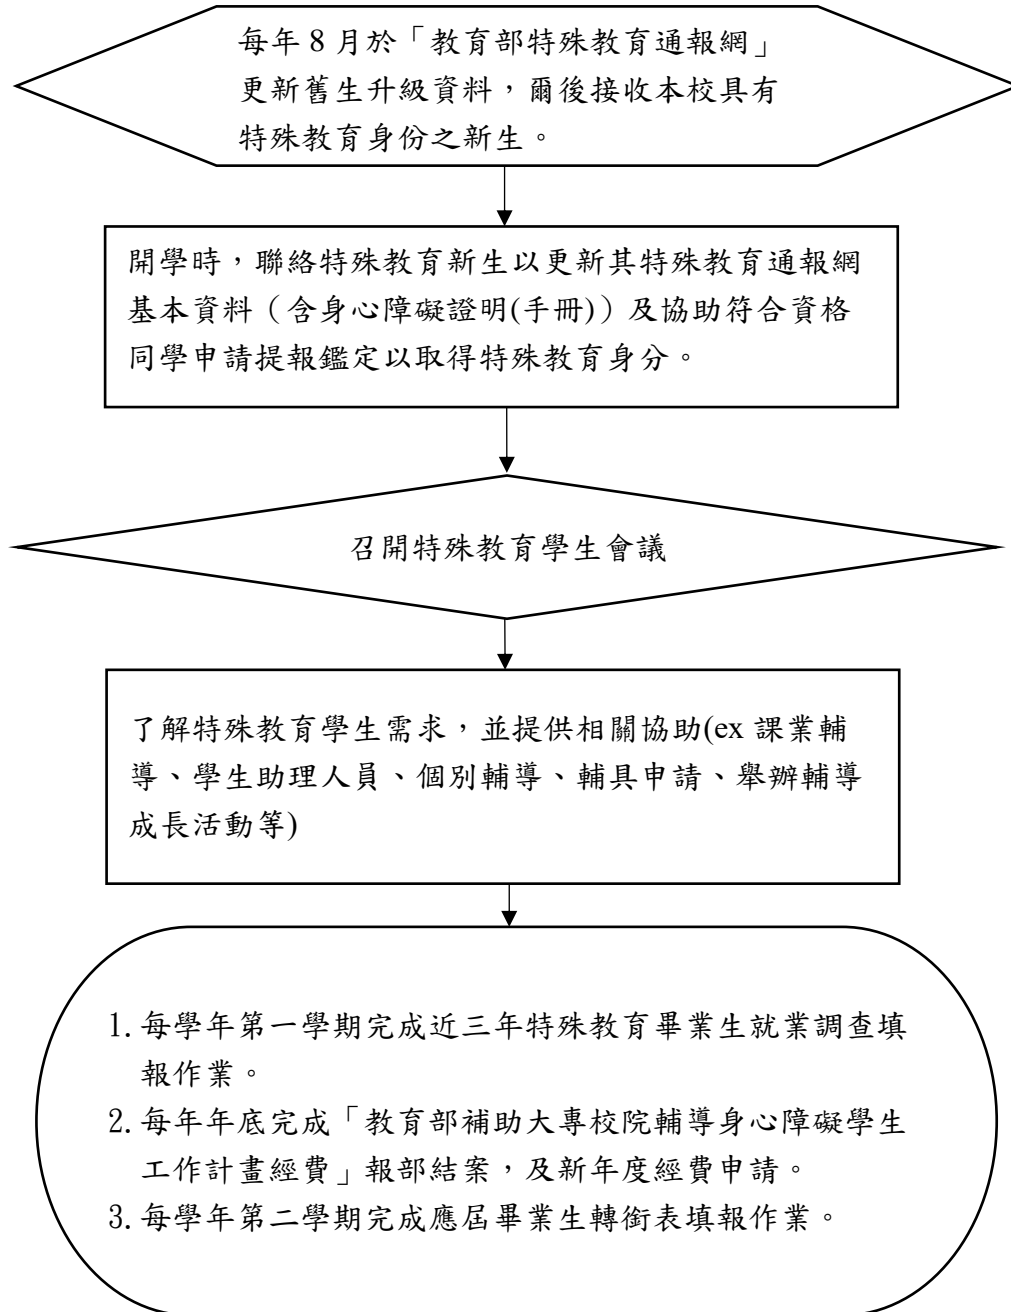 每年 8 月於「教育部特殊教育通報網」
更新舊生升級資料，爾後接收本校具有
特殊教育身份之新生。
開學時，聯絡特殊教育新生以更新其特殊教育通報網
基本資料（含身心障礙證明(手冊)）及協助符合資格
同學申請提報鑑定以取得特殊教育身分。
召開特殊教育學生會議
了解特殊教育學生需求，並提供相關協助(ex 課業輔
導、學生助理人員、個別輔導、輔具申請、舉辦輔導
成長活動等)
1. 每學年第一學期完成近三年特殊教育畢業生就業調查填
報作業。
2. 每年年底完成「教育部補助大專校院輔導身心障礙學生
工作計畫經費」報部結案，及新年度經費申請。
3. 每學年第二學期完成應屆畢業生轉銜表填報作業。